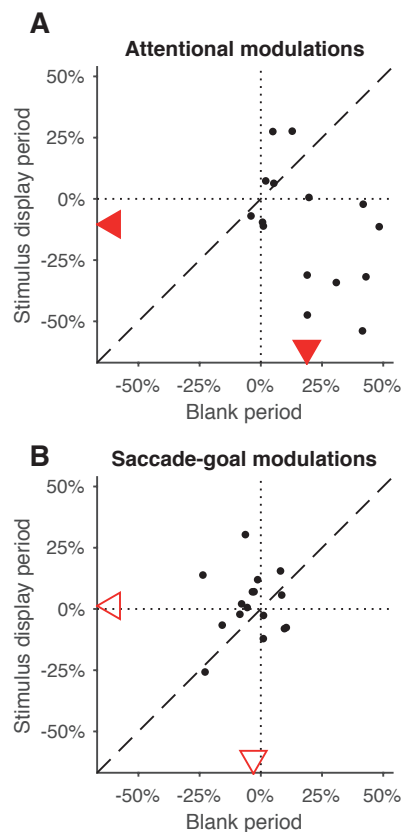 A
Attentional modulations
50%
25%
0%
-25%
-50%
Stimulus display period
-50%
-25%
0%
25%
50%
Blank period
B
Saccade-goal modulations
50%
25%
0%
-25%
-50%
Stimulus display period
-50%
-25%
0%
25%
50%
Blank period